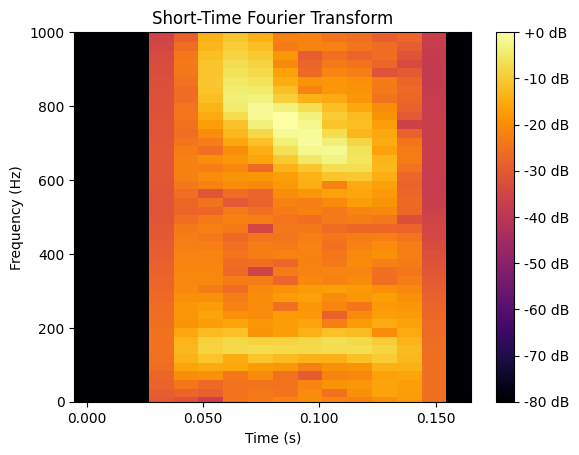 Short-Time Fourier Transform
Frequency (Hz)
1000
800
600
400
200
0
0.000
0.050
0.100
0.150
Time (s)
+0 dB
-10 dB
-20 dB
-30 dB
-40 dB
-50 dB
-60 dB
-70 dB
-80 dB